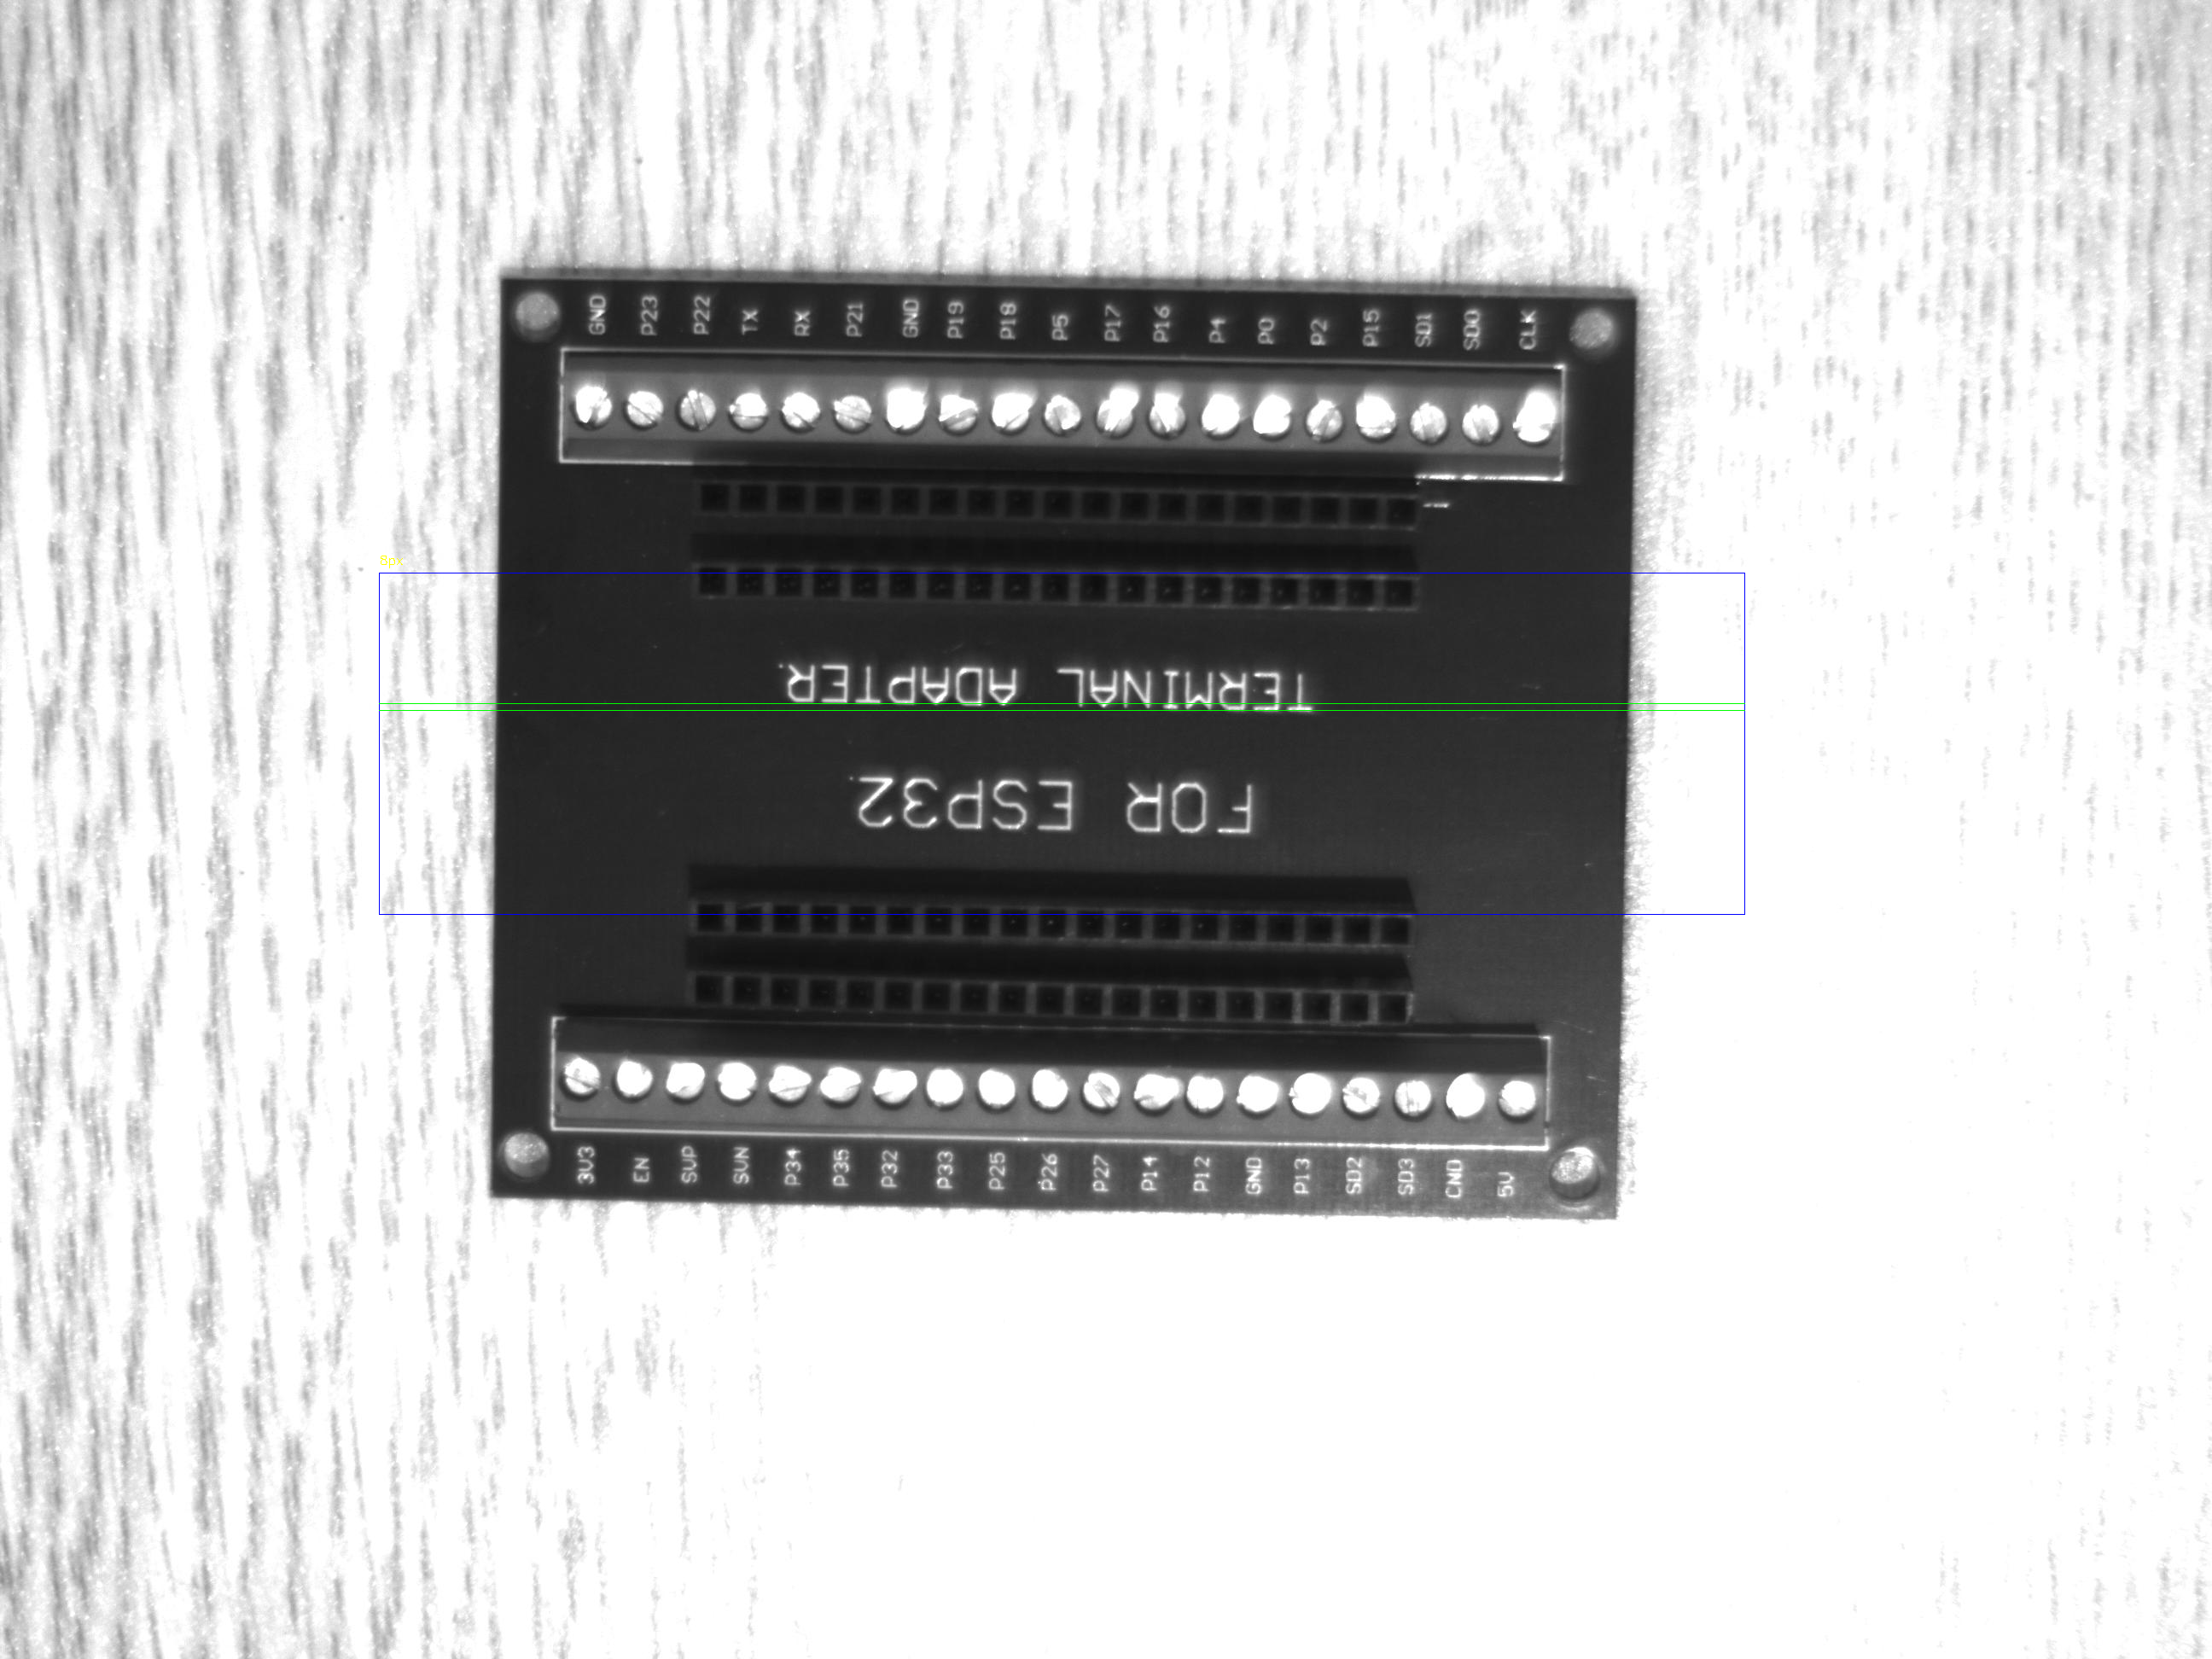 GND P23 P22 TX RX P21 GND P19 P18 P5 P17 P16 P4 P0 P2 P15 SD1 SD0 CLK
TERMINAL ADAPTER.
FOR ESP32.
3V3 EN SVP SVN P34 P35 P32 P33 P25 P26 P27 P14 P12 GND P13 SD2 SD3 CND 5V